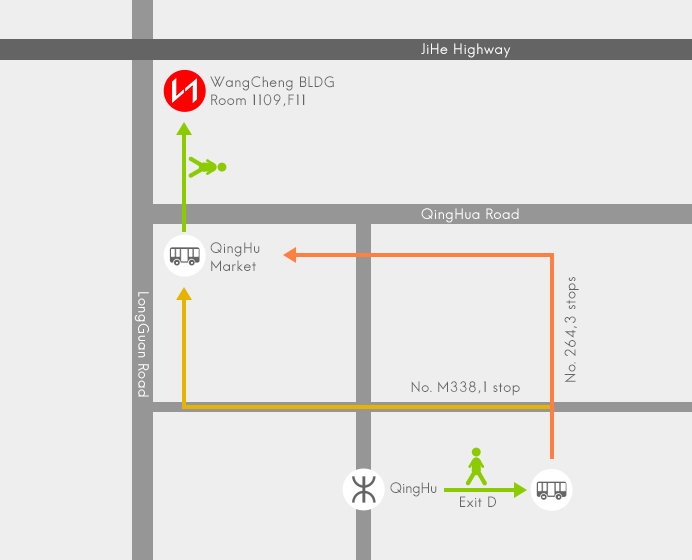 JiHe Highway
WangCheng BLDG
Room 1109,F11
QingHua Road
QingHu
Market
LongGuan Road
No. 264,3 stops
No. M338,1 stop
QingHu
Exit D